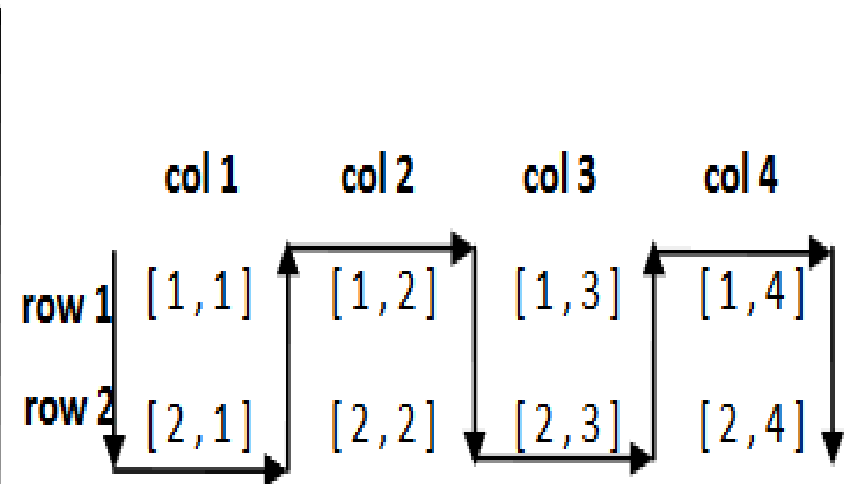 col 1 col 2 col 3 col 4
row 1 [1,1] [1,2] [1,3] [1,4]
row 2 [2,1] [2,2] [2,3] [2,4]